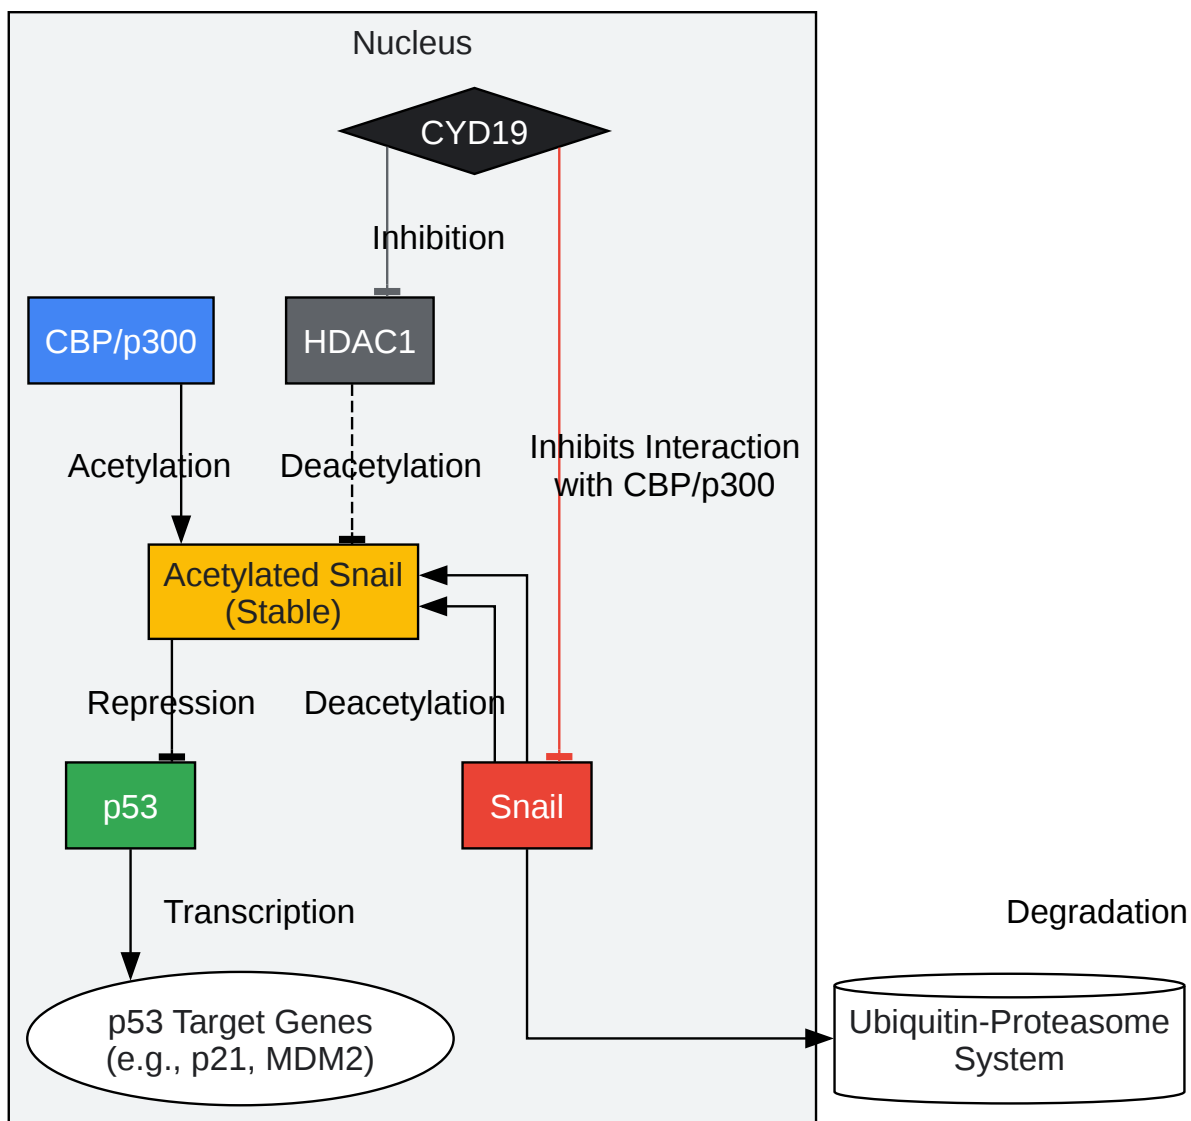 Nucleus
CYD19
Inhibition
CBP/p300
HDAC1
Acetylation
Deacetylation
Inhibits Interaction
with CBP/p300
Acetylated Snail
(Stable)
Repression
Deacetylation
p53
Snail
Transcription
Degradation
p53 Target Genes
(e.g., p21, MDM2)
Ubiquitin-Proteasome
System